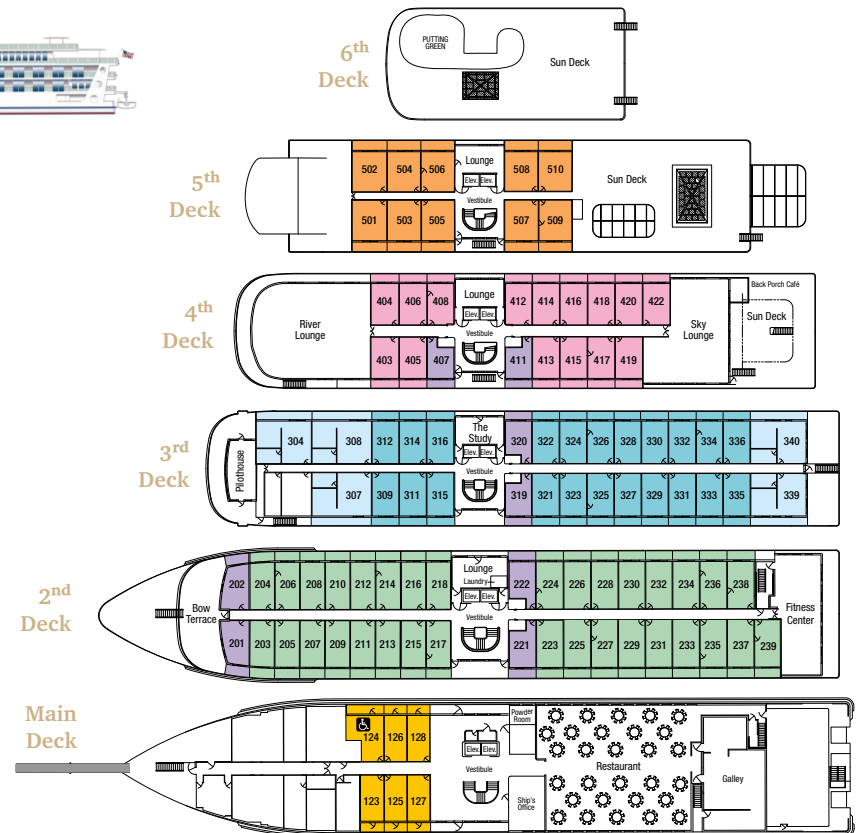 6th
Deck
PUTTING
GREEN
Sun Deck
5th
Deck
502 504 506 Lounge 508 510
Elev. Elev.
Sun Deck
Vestibule
501 503 505 507 509
4th
Deck
River
Lounge
404 406 408 Lounge 412 414 416 418 420 422
Elev. Elev.
Vestibule
403 405 407 411 413 415 417 419
Sky
Lounge
Back Porch Café
Sun Deck
3rd
Deck
Pilothouse
304 308 312 314 316 The
Study
320 322 324 326 328 330 332 334 336 340
Elev. Elev.
Vestibule
307 309 311 315 319 321 323 325 327 329 331 333 335 339
2nd
Deck
Bow
Terrace
202 204 206 208 210 212 214 216 218 Lounge
Laundry
222 224 226 228 230 232 234 236 238
Elev. Elev.
Vestibule
201 203 205 207 209 211 213 215 217 221 223 225 227 229 231 233 235 237 239
Fitness
Center
Main
Deck
124 126 128
Powder
Room
Elev. Elev.
Vestibule
123 125 127
Ship's
Office
Restaurant
Galley